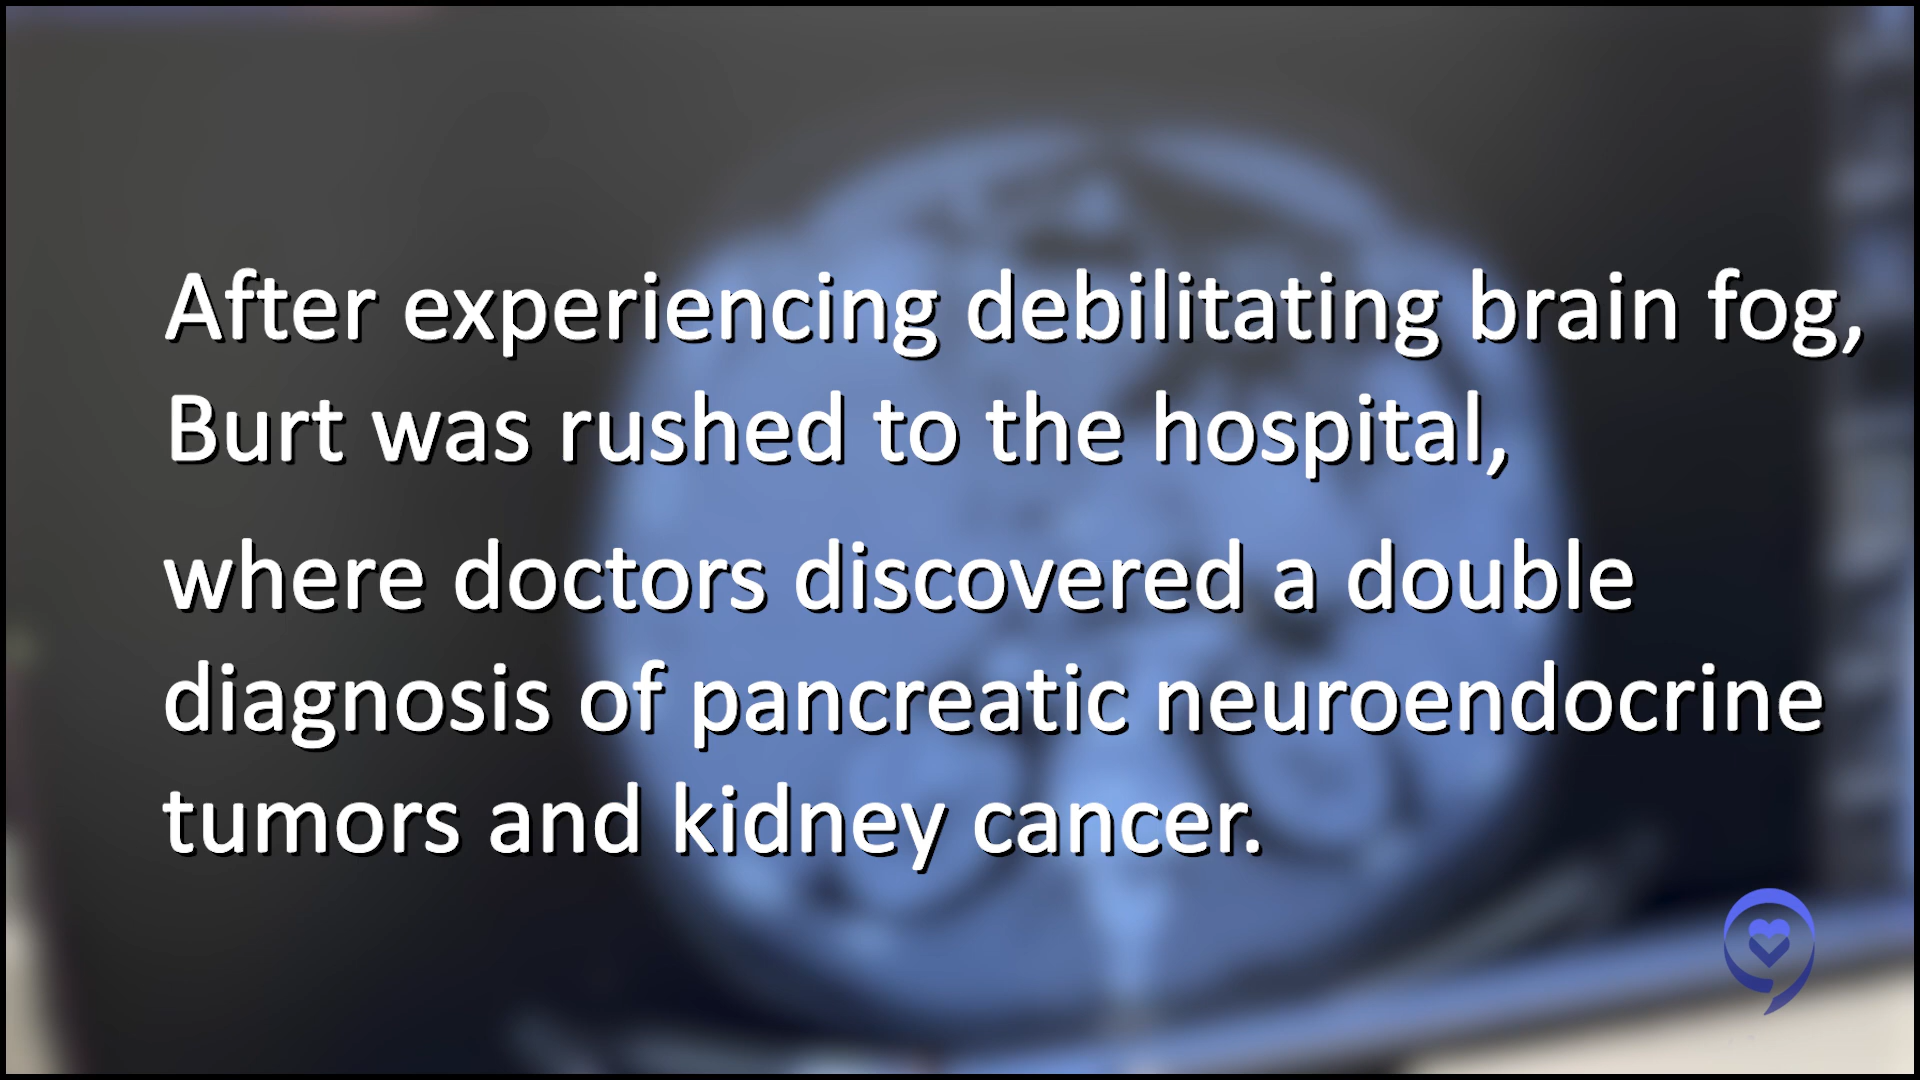 After experiencing debilitating brain fog,
Burt was rushed to the hospital,
where doctors discovered a double
diagnosis of pancreatic neuroendocrine
tumors and kidney cancer.